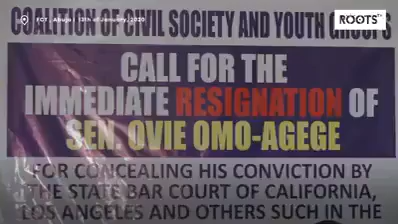 FCT, Abuja | 13th of January, 2020
ROOTS TV
COALITION OF CIVIL SOCIETY AND YOUTH GROUPS
CALL FOR THE
IMMEDIATE RESIGNATION OF
SEN. OVIE OMO-AGEGE
FOR CONCEALING HIS CONVICTION BY
THE STATE BAR COURT OF CALIFORNIA,
LOS ANGELES AND OTHERS SUCH IN THE